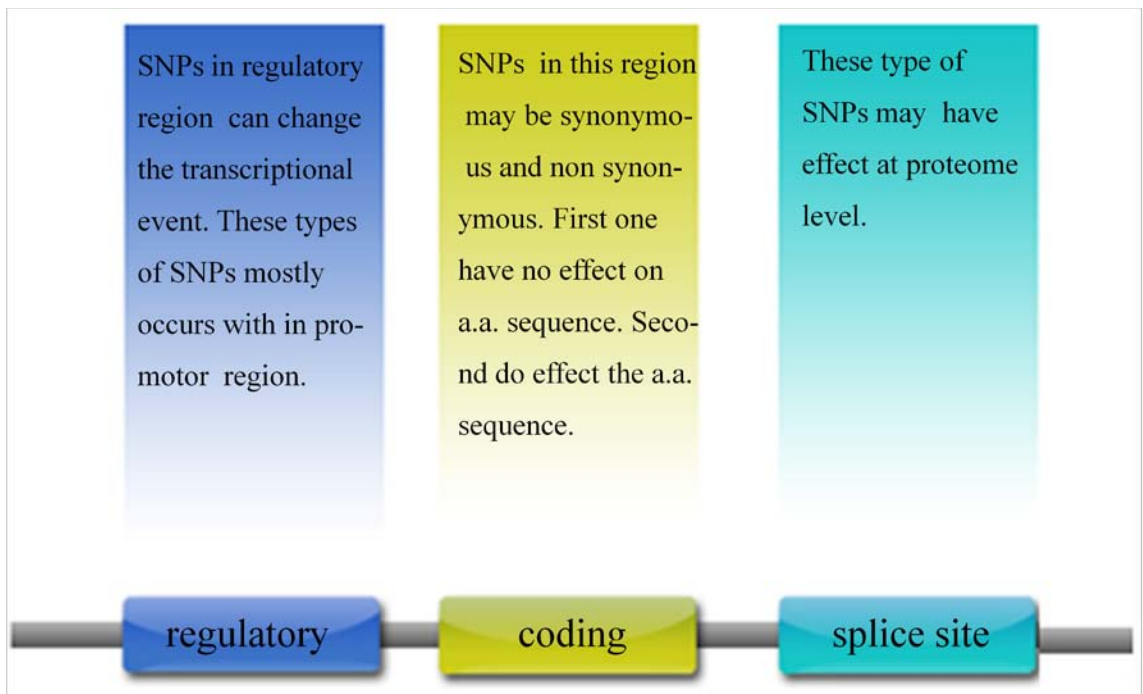 SNPs in regulatory
region can change
the transcriptional
event. These types
of SNPs mostly
occurs with in pro-
motor region.
SNPs in this region
may be synonymo-
us and non synon-
ymous. First one
have no effect on
a.a. sequence. Seco-
nd do effect the a.a.
sequence.
These type of
SNPs may have
effect at proteome
level.
regulatory
coding
splice site